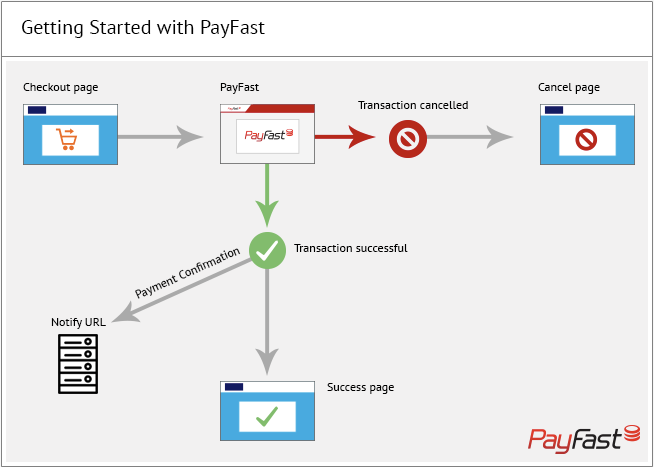 Getting Started with PayFast
Checkout page
PayFast
Transaction cancelled
Cancel page
PayFast
PayFast
Transaction successful
Payment Confirmation
Notify URL
Success page
PayFast